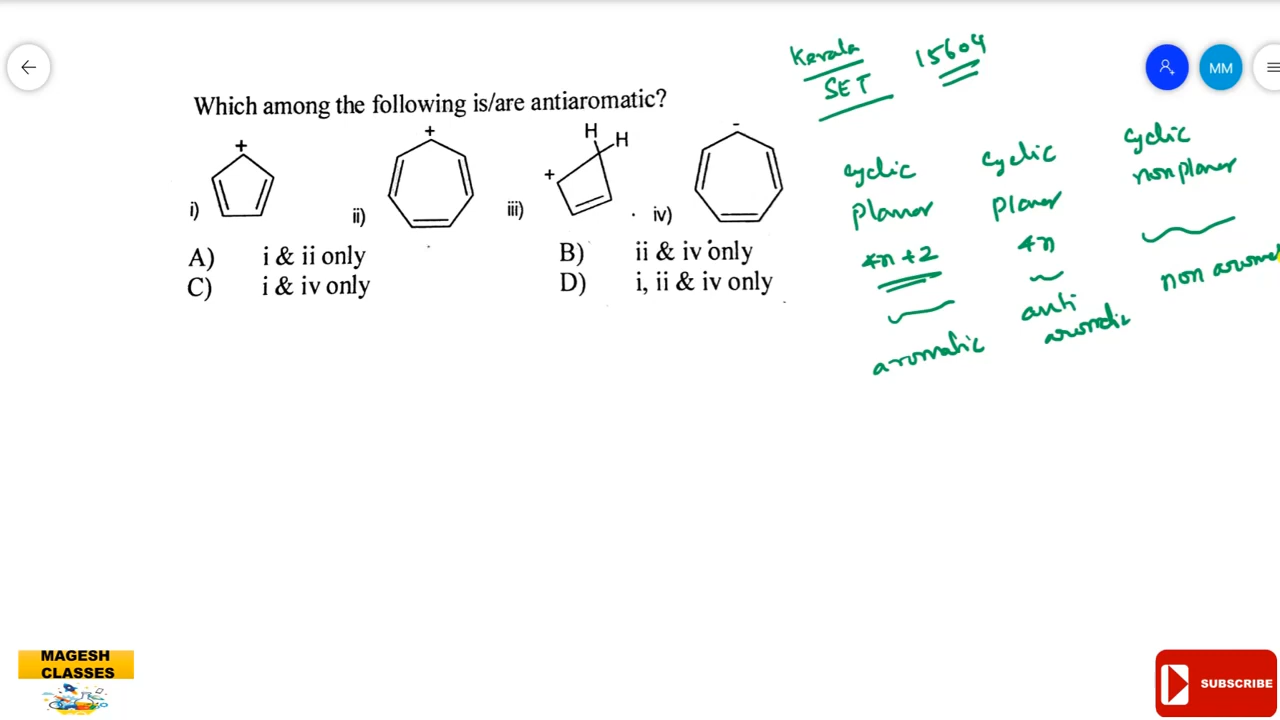 Kerala
SET
15604
MM
Which among the following is/are antiaromatic?
+
+
H
H
+
-
i)
ii)
iii)
iv)
A) i & ii only
B) ii & iv only
C) i & iv only
D) i, ii & iv only
cyclic
planar
4n+2
aromatic
cyclic
planar
4n
anti
aromatic
cyclic
non planar
non
MAGESH
CLASSES
SUBSCRIBE